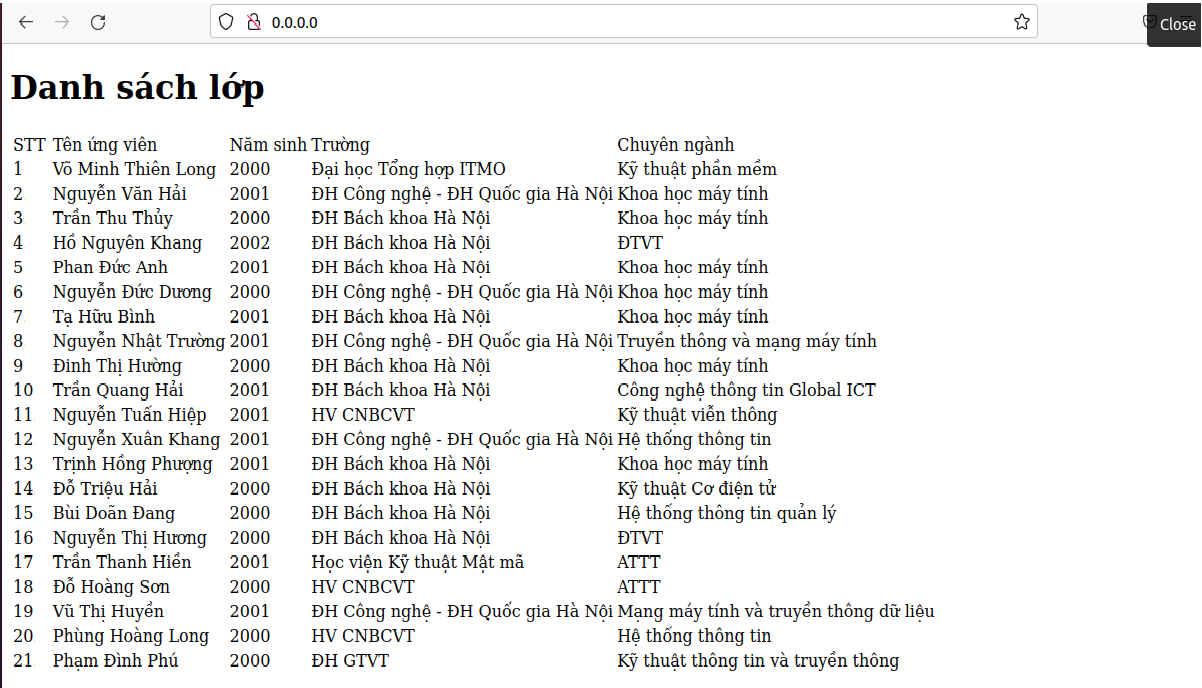 0.0.0.0
Close
Danh sách lớp
STT Tên ứng viên Năm sinh Trường Chuyên ngành
1 Võ Minh Thiên Long 2000 Đại học Tổng hợp ITMO Kỹ thuật phần mềm
2 Nguyễn Văn Hải 2001 ĐH Công nghệ - ĐH Quốc gia Hà Nội Khoa học máy tính
3 Trần Thu Thủy 2000 ĐH Bách khoa Hà Nội Khoa học máy tính
4 Hồ Nguyên Khang 2002 ĐH Bách khoa Hà Nội ĐTVT
5 Phan Đức Anh 2001 ĐH Bách khoa Hà Nội Khoa học máy tính
6 Nguyễn Đức Dương 2000 ĐH Công nghệ - ĐH Quốc gia Hà Nội Khoa học máy tính
7 Tạ Hữu Bình 2001 ĐH Bách khoa Hà Nội Khoa học máy tính
8 Nguyễn Nhật Trường 2001 ĐH Công nghệ - ĐH Quốc gia Hà Nội Truyền thông và mạng máy tính
9 Đinh Thị Hường 2000 ĐH Bách khoa Hà Nội Khoa học máy tính
10 Trần Quang Hải 2001 ĐH Bách khoa Hà Nội Công nghệ thông tin Global ICT
11 Nguyễn Tuấn Hiệp 2001 HV CNBCVT Kỹ thuật viễn thông
12 Nguyễn Xuân Khang 2001 ĐH Công nghệ - ĐH Quốc gia Hà Nội Hệ thống thông tin
13 Trịnh Hồng Phượng 2001 ĐH Bách khoa Hà Nội Khoa học máy tính
14 Đỗ Triệu Hải 2000 ĐH Bách khoa Hà Nội Kỹ thuật Cơ điện tử
15 Bùi Doãn Đang 2000 ĐH Bách khoa Hà Nội Hệ thống thông tin quản lý
16 Nguyễn Thị Hương 2000 ĐH Bách khoa Hà Nội ĐTVT
17 Trần Thanh Hiền 2001 Học viện Kỹ thuật Mật mã ATTT
18 Đỗ Hoàng Sơn 2000 HV CNBCVT ATTT
19 Vũ Thị Huyền 2001 ĐH Công nghệ - ĐH Quốc gia Hà Nội Mạng máy tính và truyền thông dữ liệu
20 Phùng Hoàng Long 2000 HV CNBCVT Hệ thống thông tin
21 Phạm Đình Phú 2000 ĐH GTVT Kỹ thuật thông tin và truyền thông